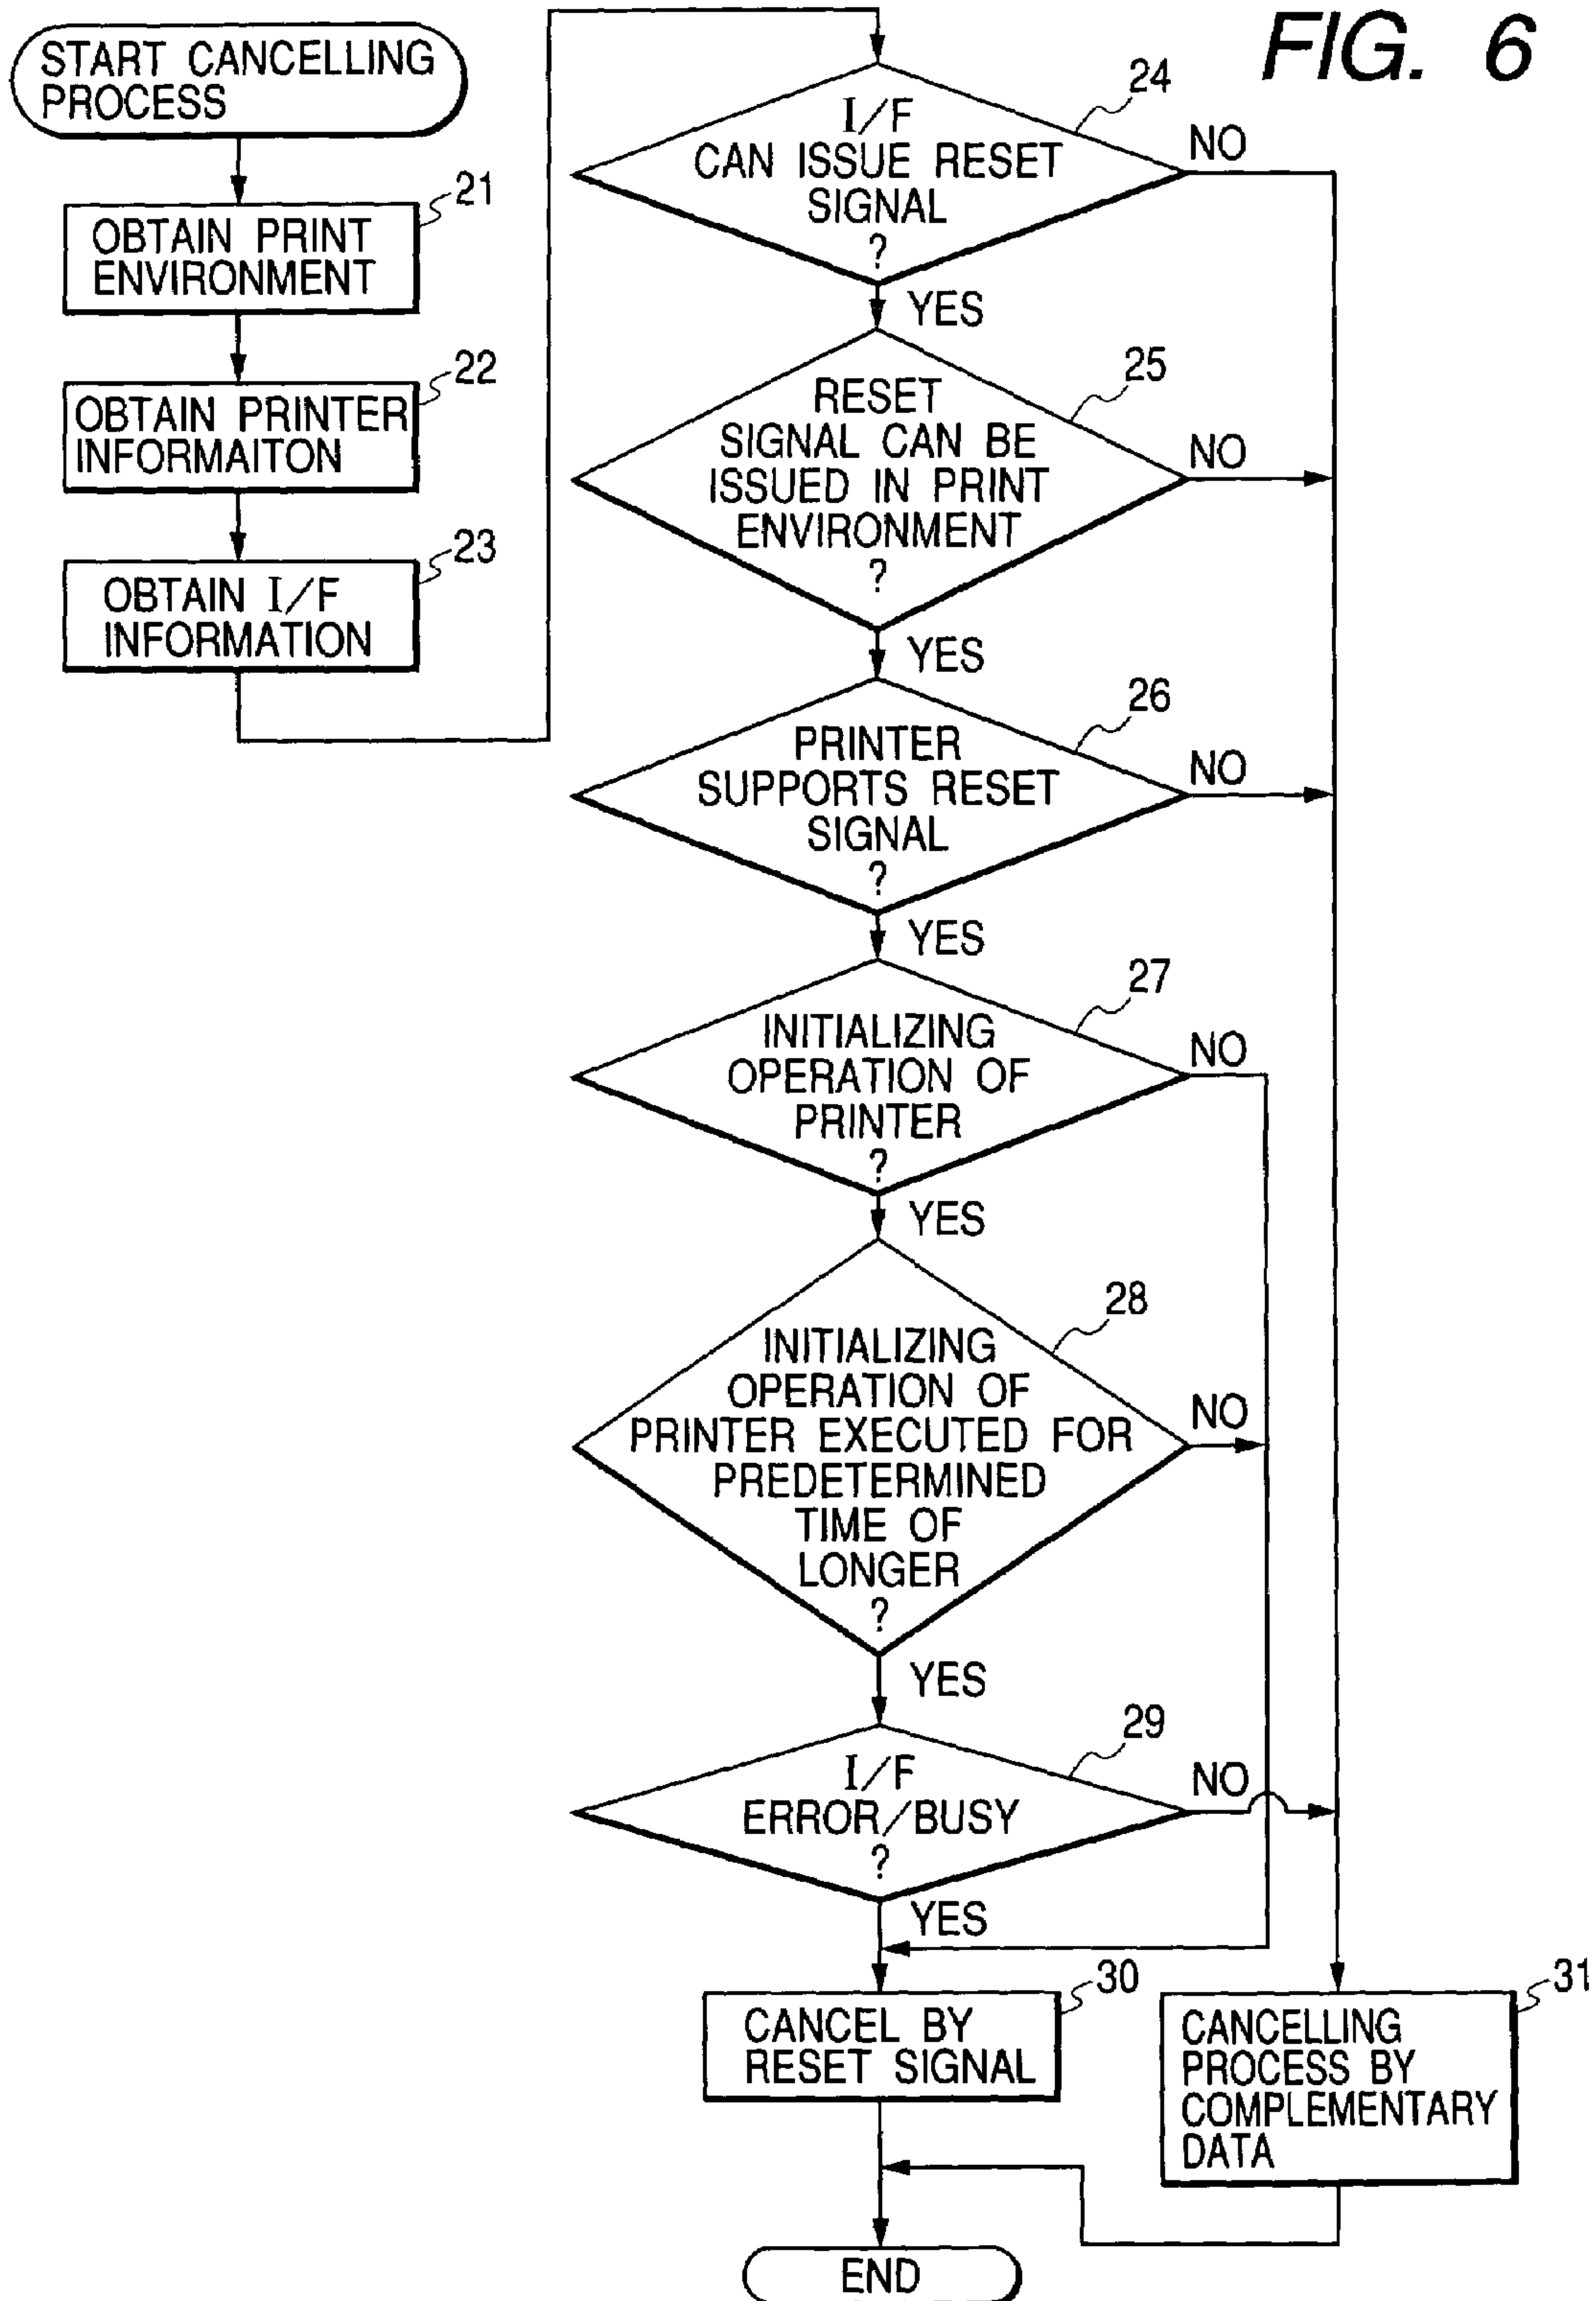 FIG. 6
START CANCELLING
PROCESS
21
OBTAIN PRINT
ENVIRONMENT
22
OBTAIN PRINTER
INFORMAITON
23
OBTAIN I/F
INFORMATION
24
I/F
CAN ISSUE RESET
SIGNAL
?
NO
YES
25
RESET
SIGNAL CAN BE
ISSUED IN PRINT
ENVIRONMENT
?
NO
YES
26
PRINTER
SUPPORTS RESET
SIGNAL
?
NO
YES
27
INITIALIZING
OPERATION OF
PRINTER
?
NO
YES
28
INITIALIZING
OPERATION OF
PRINTER EXECUTED FOR
PREDETERMINED
TIME OF
LONGER
?
NO
YES
29
I/F
ERROR/BUSY
?
NO
YES
30
CANCEL BY
RESET SIGNAL
31
CANCELLING
PROCESS BY
COMPLEMENTARY
DATA
END